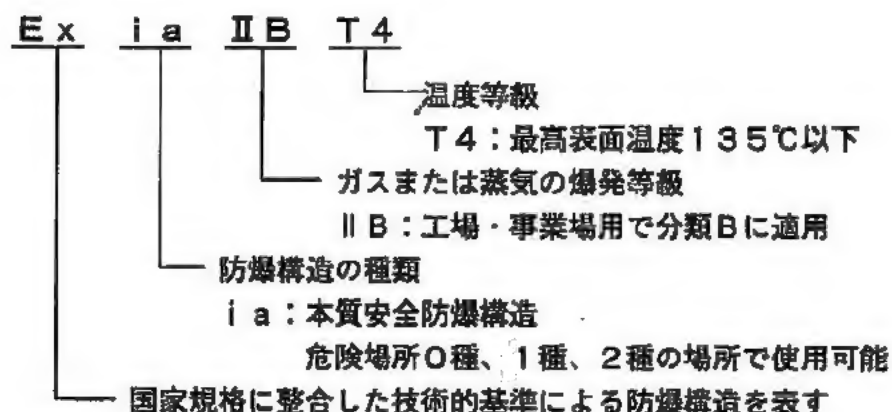 Ex ia ⅡB T4
温度等級
T4：最高表面温度135℃以下
ガスまたは蒸気の爆発等級
ⅡB：工場・事業場用で分類Bに適用
防爆構造の種類
ia：本質安全防爆構造
危険場所0種、1種、2種の場所で使用可能
国家規格に整合した技術的基準による防爆構造を表す